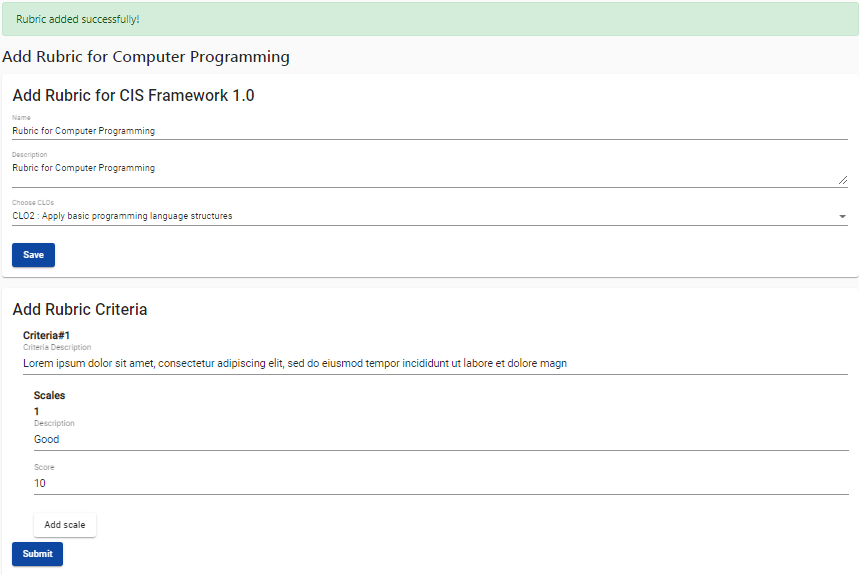 Rubric added successfully!
Add Rubric for Computer Programming
Add Rubric for CIS Framework 1.0
Name
Rubric for Computer Programming
Description
Rubric for Computer Programming
Choose CLOs
CLO2 : Apply basic programming language structures
Save
Add Rubric Criteria
Criteria#1
Criteria Description
Lorem ipsum dolor sit amet, consectetur adipiscing elit, sed do eiusmod tempor incididunt ut labore et dolore magn
Scales
1
Description
Good
Score
10
Add scale
Submit